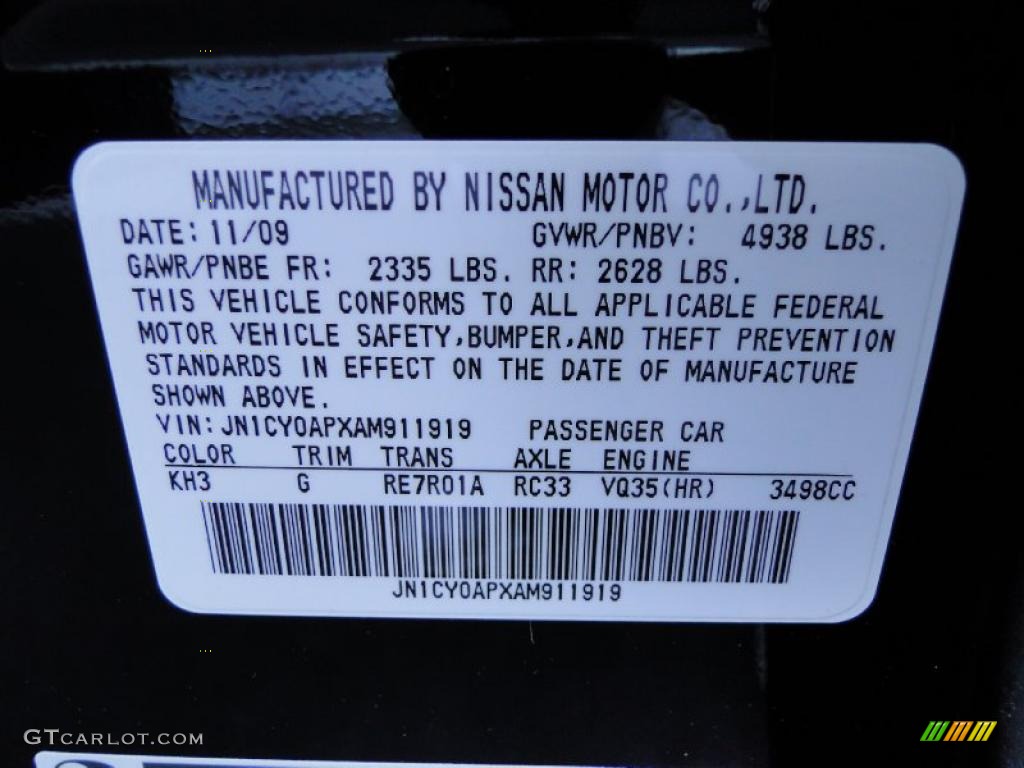 MANUFACTURED BY NISSAN MOTOR CO.,LTD.
DATE: 11/09 GVWR/PNBV: 4938 LBS.
GAWR/PNBE FR: 2335 LBS. RR: 2628 LBS.
THIS VEHICLE CONFORMS TO ALL APPLICABLE FEDERAL
MOTOR VEHICLE SAFETY,BUMPER,AND THEFT PREVENTION
STANDARDS IN EFFECT ON THE DATE OF MANUFACTURE
SHOWN ABOVE.
VIN: JN1CY0APXAM911919 PASSENGER CAR
COLOR TRIM TRANS AXLE ENGINE
KH3 G RE7R01A RC33 VQ35(HR) 3498CC
JN1CY0APXAM911919
GTCARLOT.COM